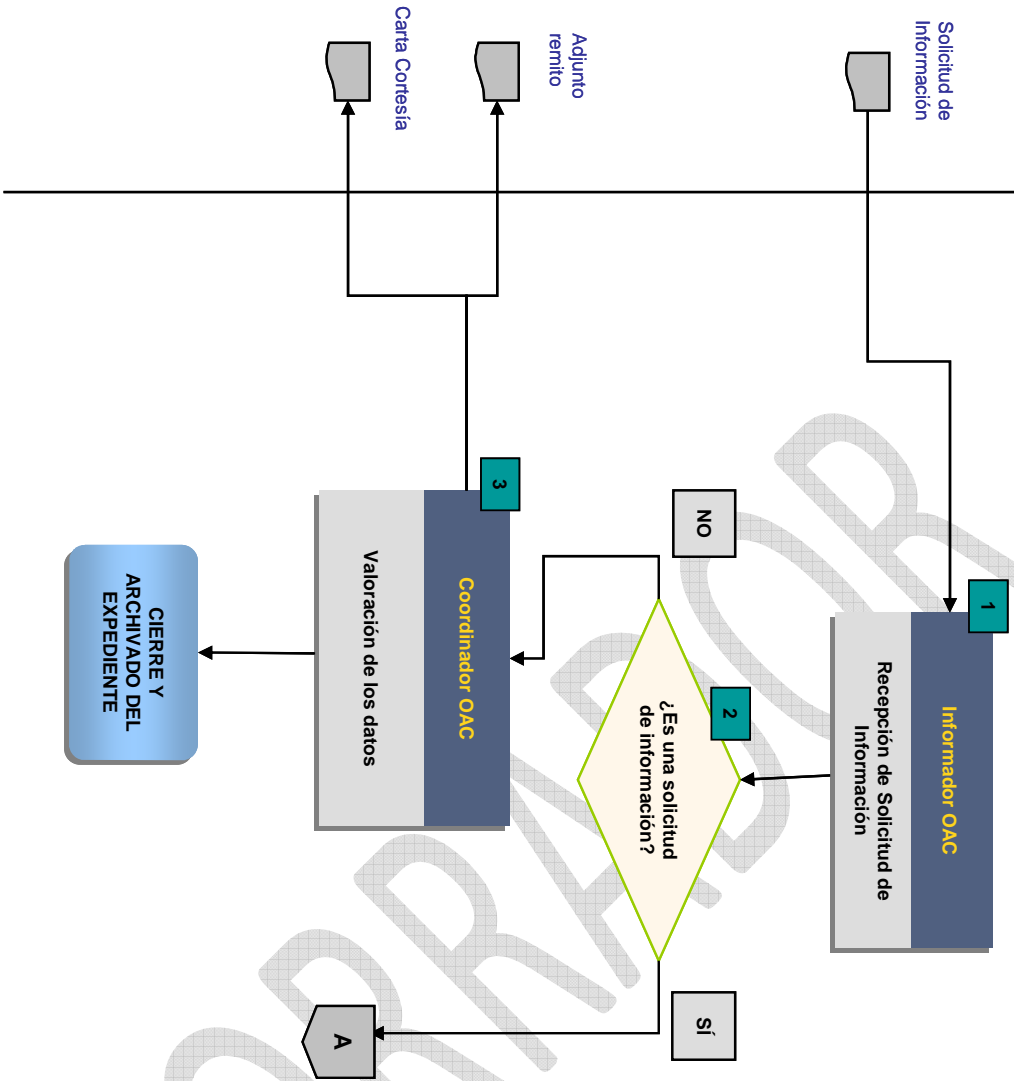 Solicitud de
Información
1
Informador OAC
Recepción de Solicitud de
Información
2
¿Es una solicitud
de información?
NO
SÍ
Adjunto
remito
Carta Cortesía
3
Coordinador OAC
Valoración de los datos
A
CIERRE Y
ARCHIVADO DEL
EXPEDIENTE
BORRADOR